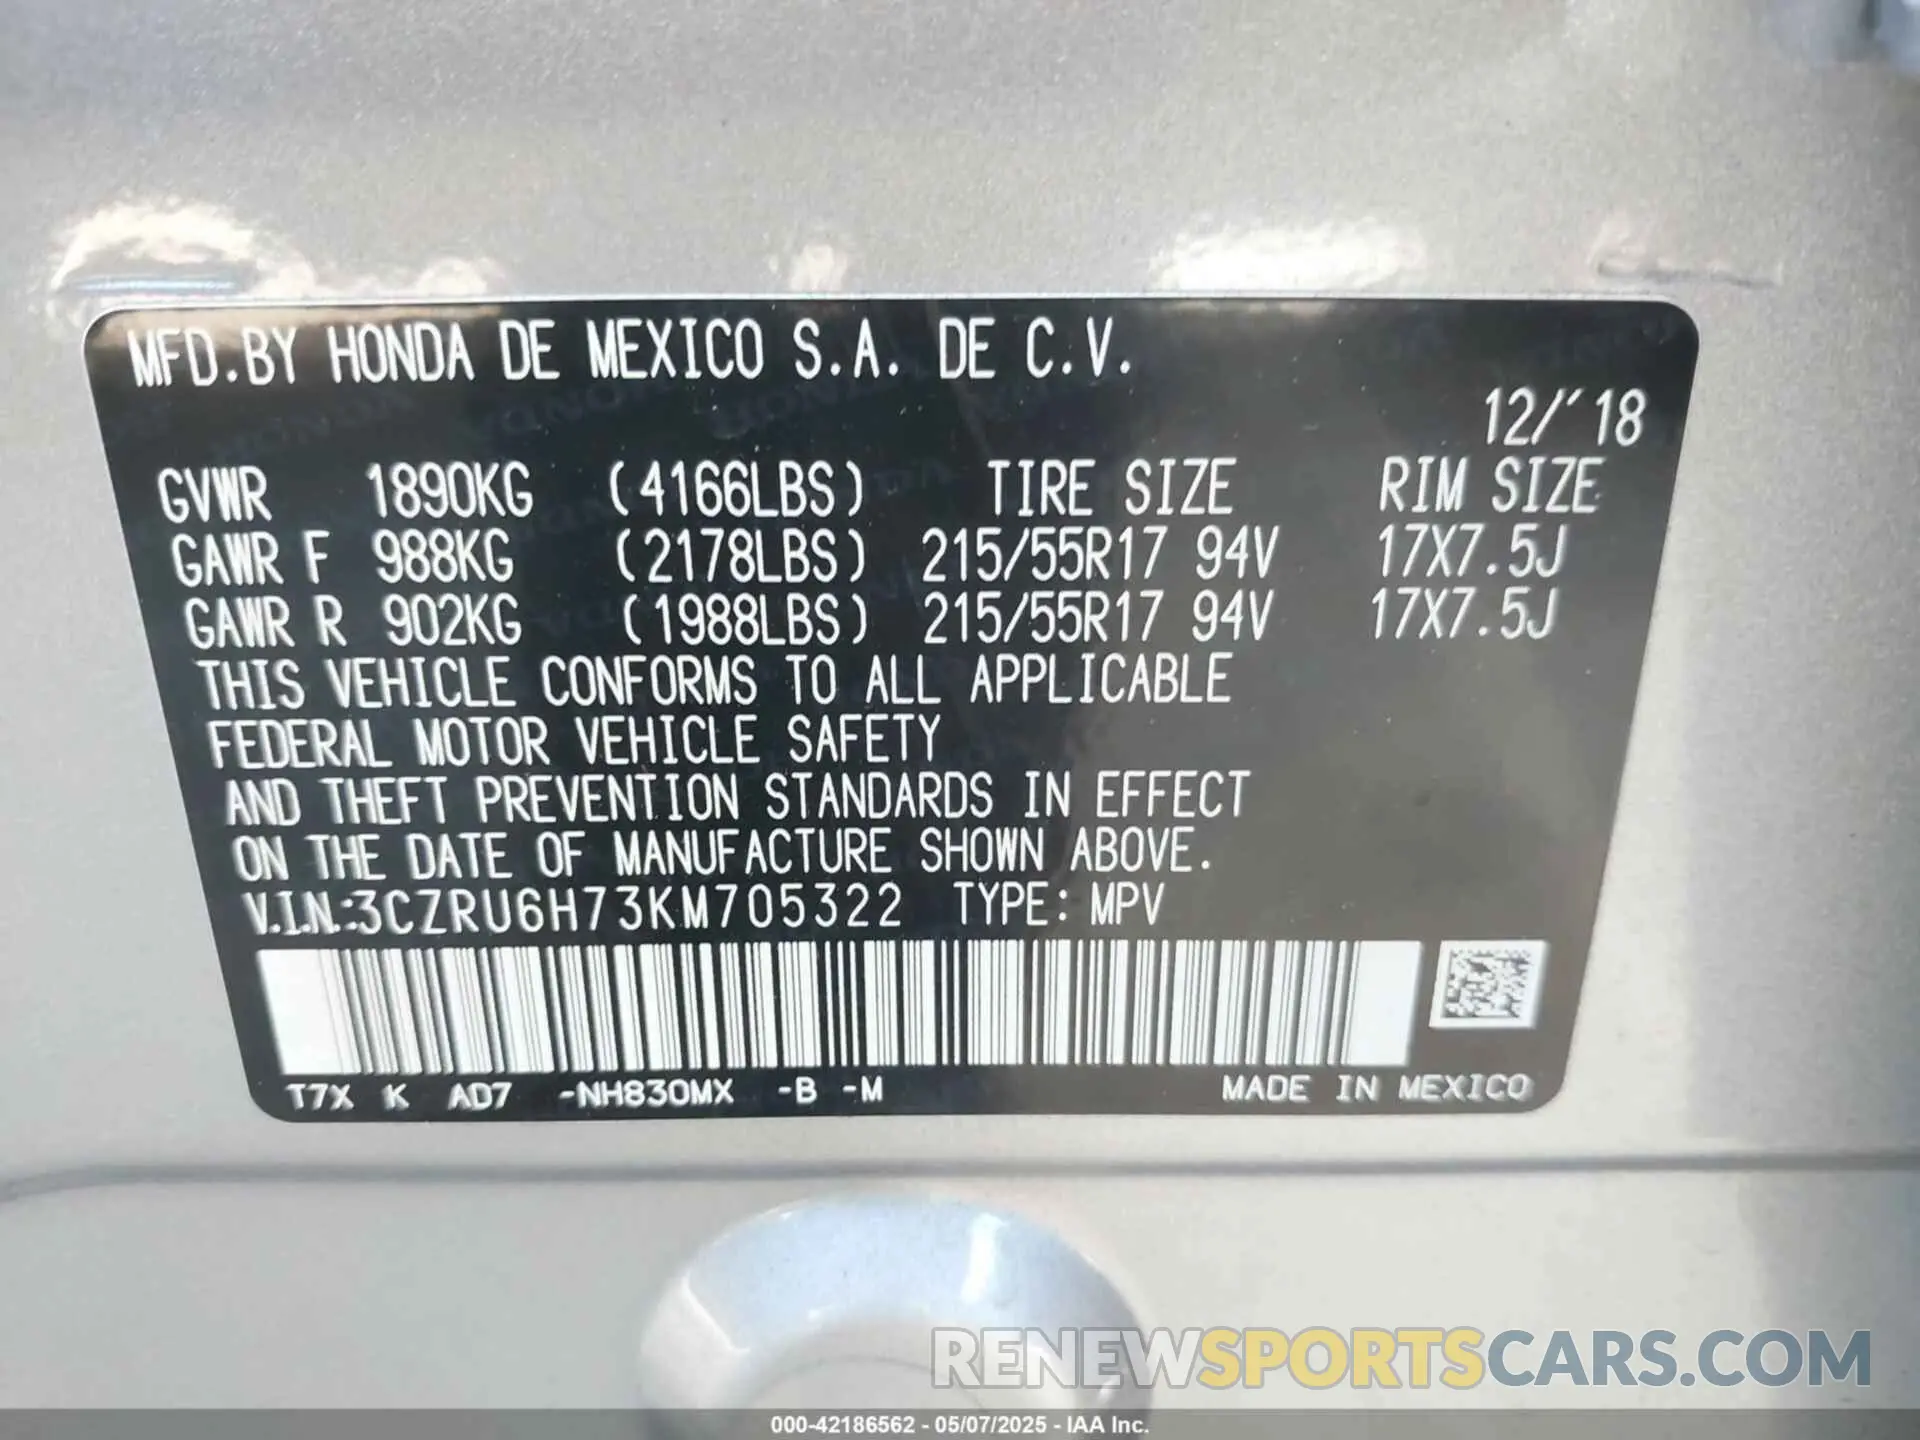 MFD.BY HONDA DE MEXICO S.A. DE C.V.
12/´18
GVWR 1890KG (4166LBS) TIRE SIZE RIM SIZE
GAWR F 988KG (2178LBS) 215/55R17 94V 17X7.5J
GAWR R 902KG (1988LBS) 215/55R17 94V 17X7.5J
THIS VEHICLE CONFORMS TO ALL APPLICABLE
FEDERAL MOTOR VEHICLE SAFETY
AND THEFT PREVENTION STANDARDS IN EFFECT
ON THE DATE OF MANUFACTURE SHOWN ABOVE.
V.I.N.:3CZRU6H73KM705322 TYPE: MPV
T7X K AD7 -NH830MX -B -M MADE IN MEXICO
RENEWSPORTSCARS.COM
000-42186562 - 05/07/2025 - IAA Inc.